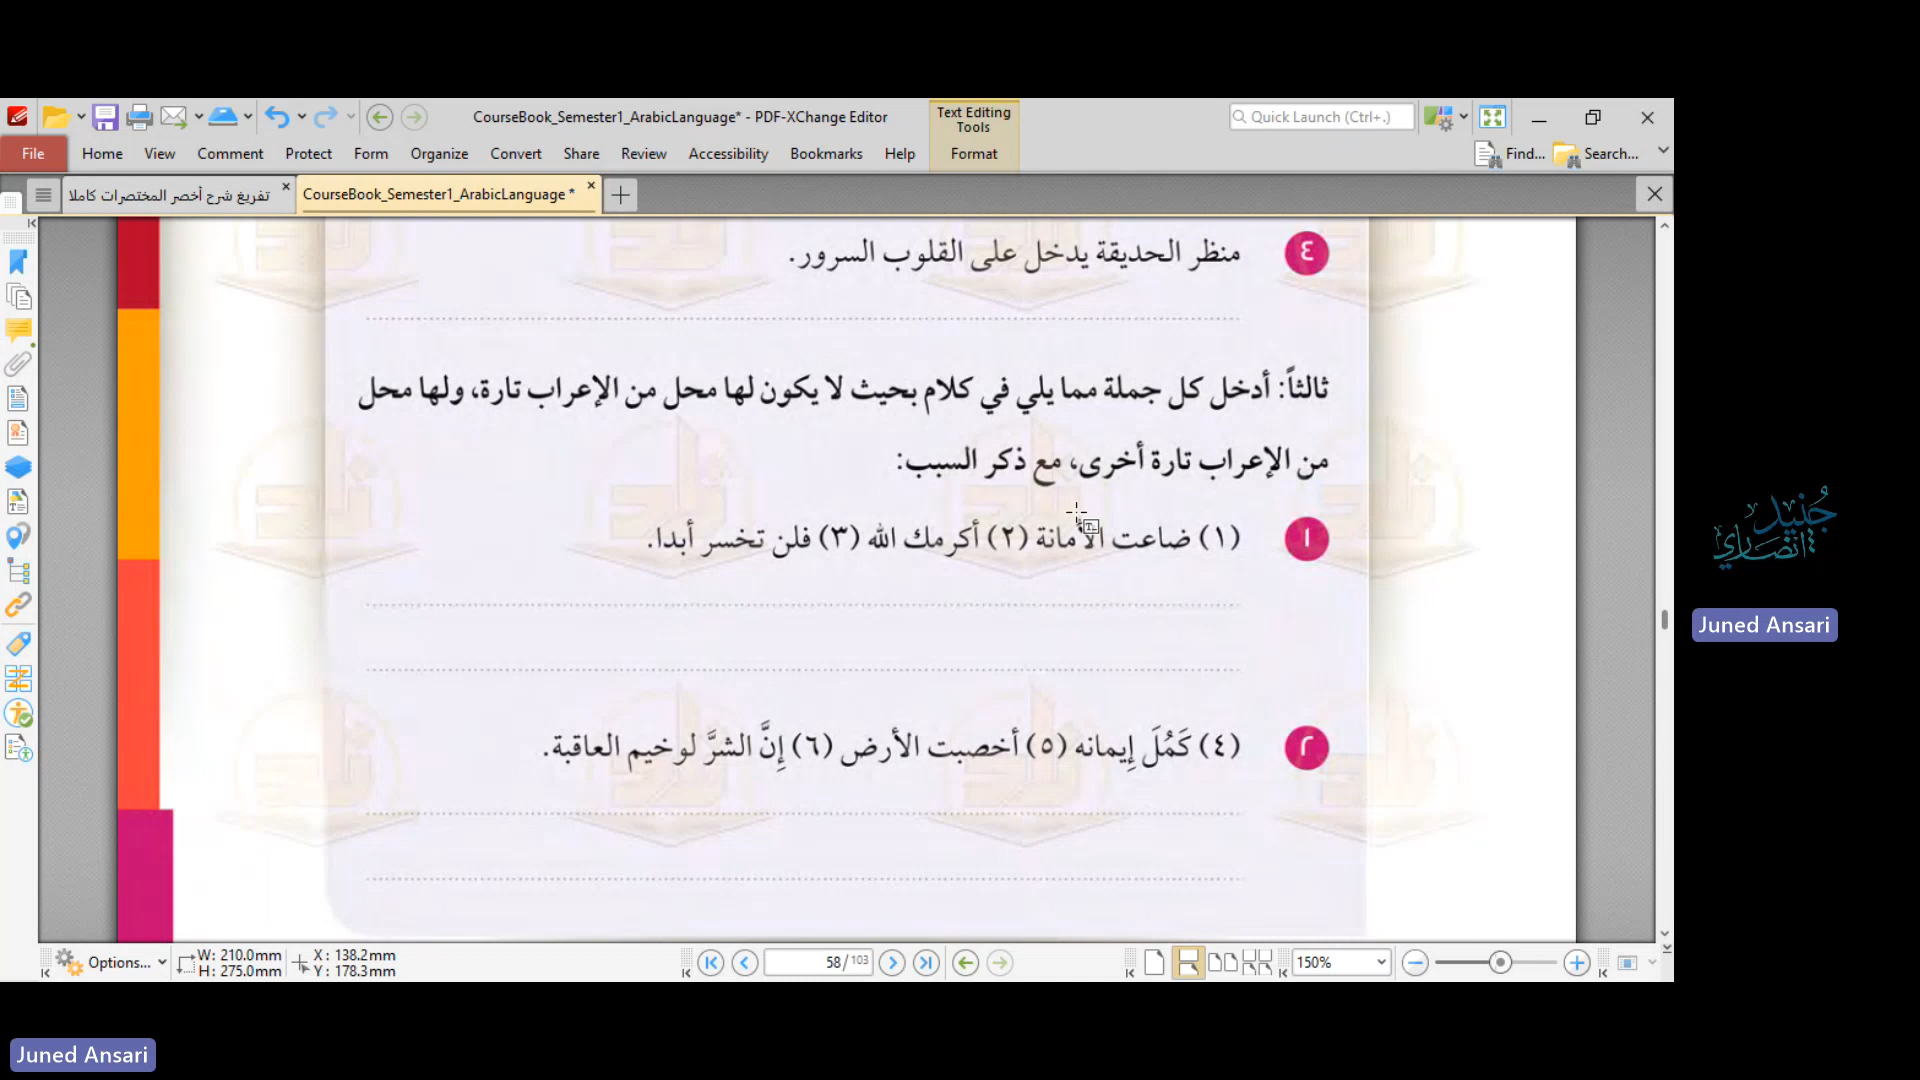 CourseBook_Semester1_ArabicLanguage* - PDF-XChange Editor
Text Editing Tools
Quick Launch (Ctrl+.)
File Home View Comment Protect Form Organize Convert Share Review Accessibility Bookmarks Help Format Find... Search...
تفريغ شرح أخصر المختصرات كاملا
CourseBook_Semester1_ArabicLanguage *
٤ منظر الحديقة يدخل على القلوب السرور.
ثالثاً: أدخل كل جملة مما يلي في كلام بحيث لا يكون لها محل من الإعراب تارة، ولها محل
من الإعراب تارة أخرى، مع ذكر السبب:
١ (١) ضاعت الأمانة (٢) أكرمك الله (٣) فلن تخسر أبدا.
٢ (٤) كَمُلَ إِيمانه (٥) أخصبت الأرض (٦) إِنَّ الشرَّ لوخيم العاقبة.
جُنيد
انصاري
Juned Ansari
Options...
W: 210.0mm
H: 275.0mm
X: 138.2mm
Y: 178.3mm
58 / 103
150%
Juned Ansari